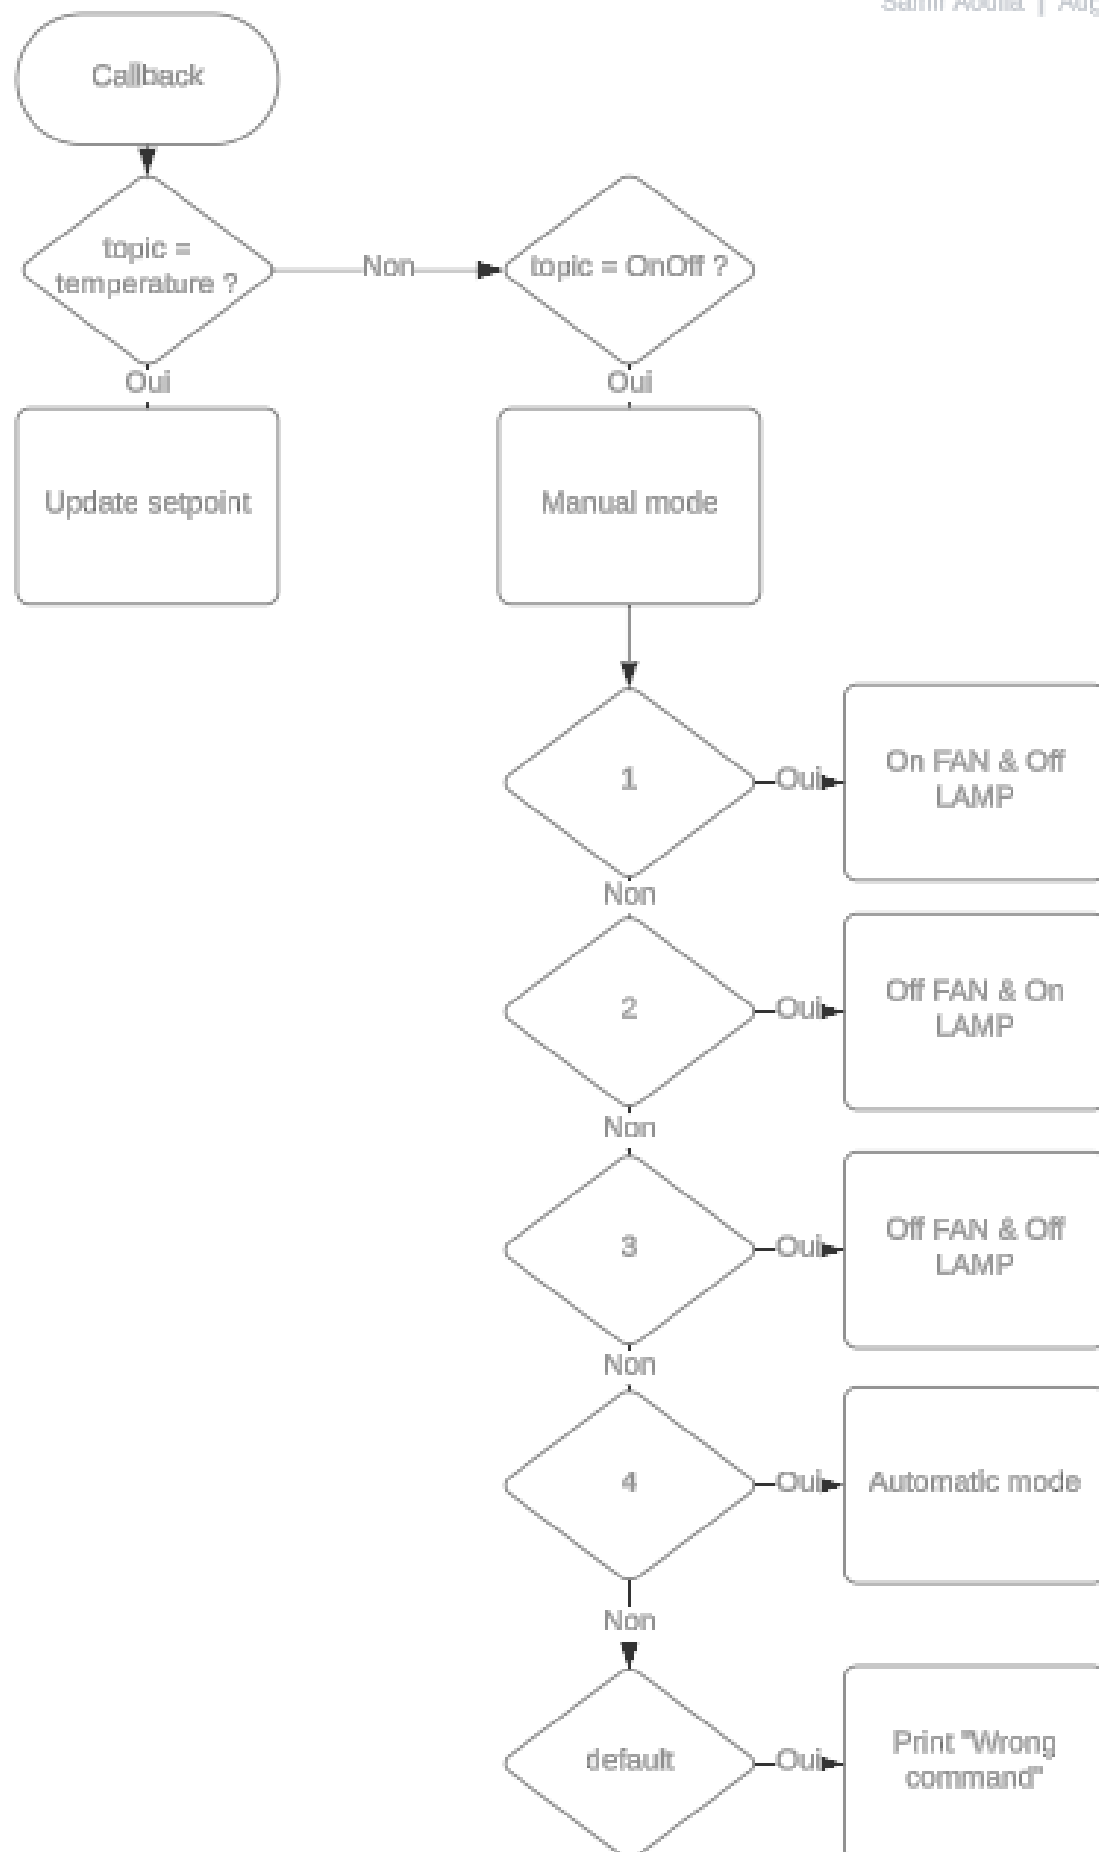 Callback
topic =
temperature ?
Non
topic = OnOff ?
Oui
Oui
Update setpoint
Manual mode
1
Oui
On FAN & Off
LAMP
Non
2
Oui
Off FAN & On
LAMP
Non
3
Oui
Off FAN & Off
LAMP
Non
4
Oui
Automatic mode
Non
default
Oui
Print "Wrong
command"